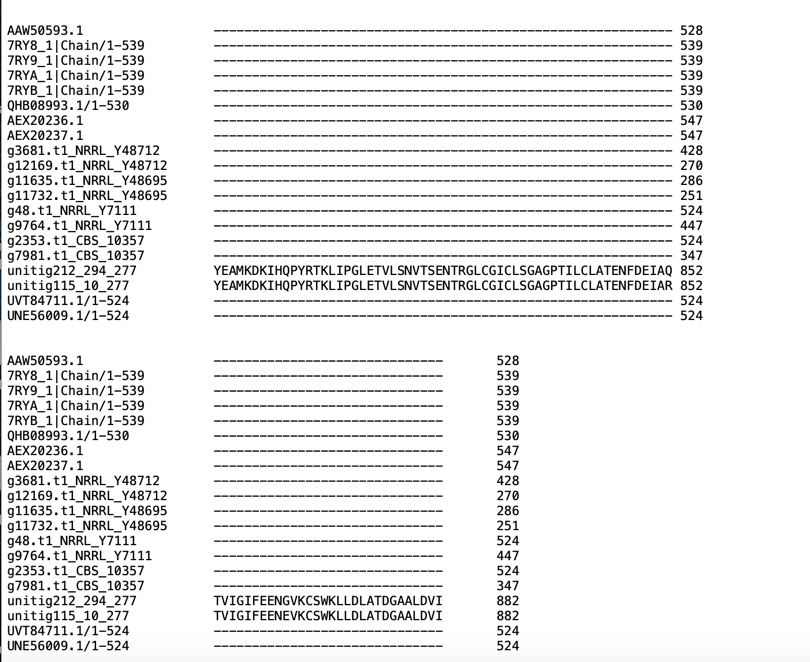 AAW50593.1 ------------------------------------------------------------ 528
7RY8_1|Chain/1-539 ------------------------------------------------------------ 539
7RY9_1|Chain/1-539 ------------------------------------------------------------ 539
7RYA_1|Chain/1-539 ------------------------------------------------------------ 539
7RYB_1|Chain/1-539 ------------------------------------------------------------ 539
QHB08993.1/1-530 ------------------------------------------------------------ 530
AEX20236.1 ------------------------------------------------------------ 547
AEX20237.1 ------------------------------------------------------------ 547
g3681.t1_NRRL_Y48712 ------------------------------------------------------------ 428
g12169.t1_NRRL_Y48712 ------------------------------------------------------------ 270
g11635.t1_NRRL_Y48695 ------------------------------------------------------------ 286
g11732.t1_NRRL_Y48695 ------------------------------------------------------------ 251
g48.t1_NRRL_Y7111 ------------------------------------------------------------ 524
g9764.t1_NRRL_Y7111 ------------------------------------------------------------ 447
g2353.t1_CBS_10357 ------------------------------------------------------------ 524
g7981.t1_CBS_10357 ------------------------------------------------------------ 347
unitig212_294_277 YEAMKDKIHQPYRTKLIPGLETVLSNVTSENTRGLCGICLSGAGPTILCLATENFDEIAQ 852
unitig115_10_277 YEAMKDKIHQPYRTKLIPGLETVLSNVTSENTRGLCGICLSGAGPTILCLATENFDEIAR 852
UVT84711.1/1-524 ------------------------------------------------------------ 524
UNE56009.1/1-524 ------------------------------------------------------------ 524
AAW50593.1 ------------------------------ 528
7RY8_1|Chain/1-539 ------------------------------ 539
7RY9_1|Chain/1-539 ------------------------------ 539
7RYA_1|Chain/1-539 ------------------------------ 539
7RYB_1|Chain/1-539 ------------------------------ 539
QHB08993.1/1-530 ------------------------------ 530
AEX20236.1 ------------------------------ 547
AEX20237.1 ------------------------------ 547
g3681.t1_NRRL_Y48712 ------------------------------ 428
g12169.t1_NRRL_Y48712 ------------------------------ 270
g11635.t1_NRRL_Y48695 ------------------------------ 286
g11732.t1_NRRL_Y48695 ------------------------------ 251
g48.t1_NRRL_Y7111 ------------------------------ 524
g9764.t1_NRRL_Y7111 ------------------------------ 447
g2353.t1_CBS_10357 ------------------------------ 524
g7981.t1_CBS_10357 ------------------------------ 347
unitig212_294_277 TVIGIFEENGVKCSWKLLDLATDGAALDVI 882
unitig115_10_277 TVIGIFEENEVKCSWKLLDLATDGAALDVI 882
UVT84711.1/1-524 ------------------------------ 524
UNE56009.1/1-524 ------------------------------ 524